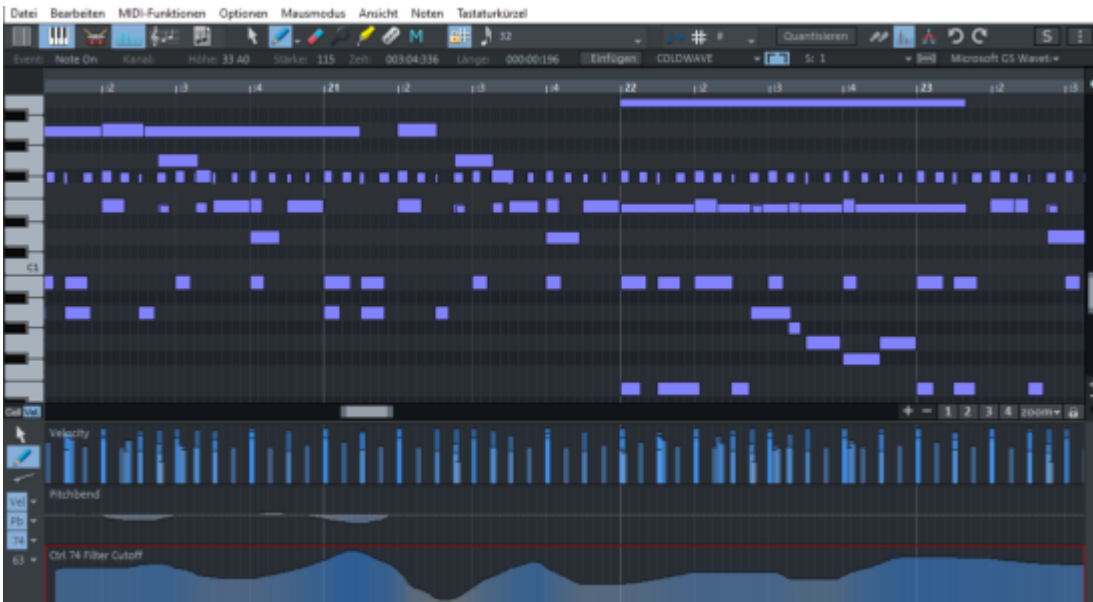 Datei Bearbeiten MIDI-Funktionen Optionen Mausmodus Ansicht Noten Tastaturkürzel
M 32 # Quantisieren S
Event: Note On Kanal: Höhe: 33 A0 Stärke: 115 Zeit: 003:04:336 Länge: 000:00:196 Einfügen COLDWAVE S: 1 Microsoft GS Wavet
|2 |3 |4 21 |2 |3 |4 22 |2 |3 |4 23 |2 |3
C1
Vel + - 1 2 3 4 zoom
Velocity
Pitchbend
Vel
Pb
74
Ctrl 74 Filter Cutoff
63